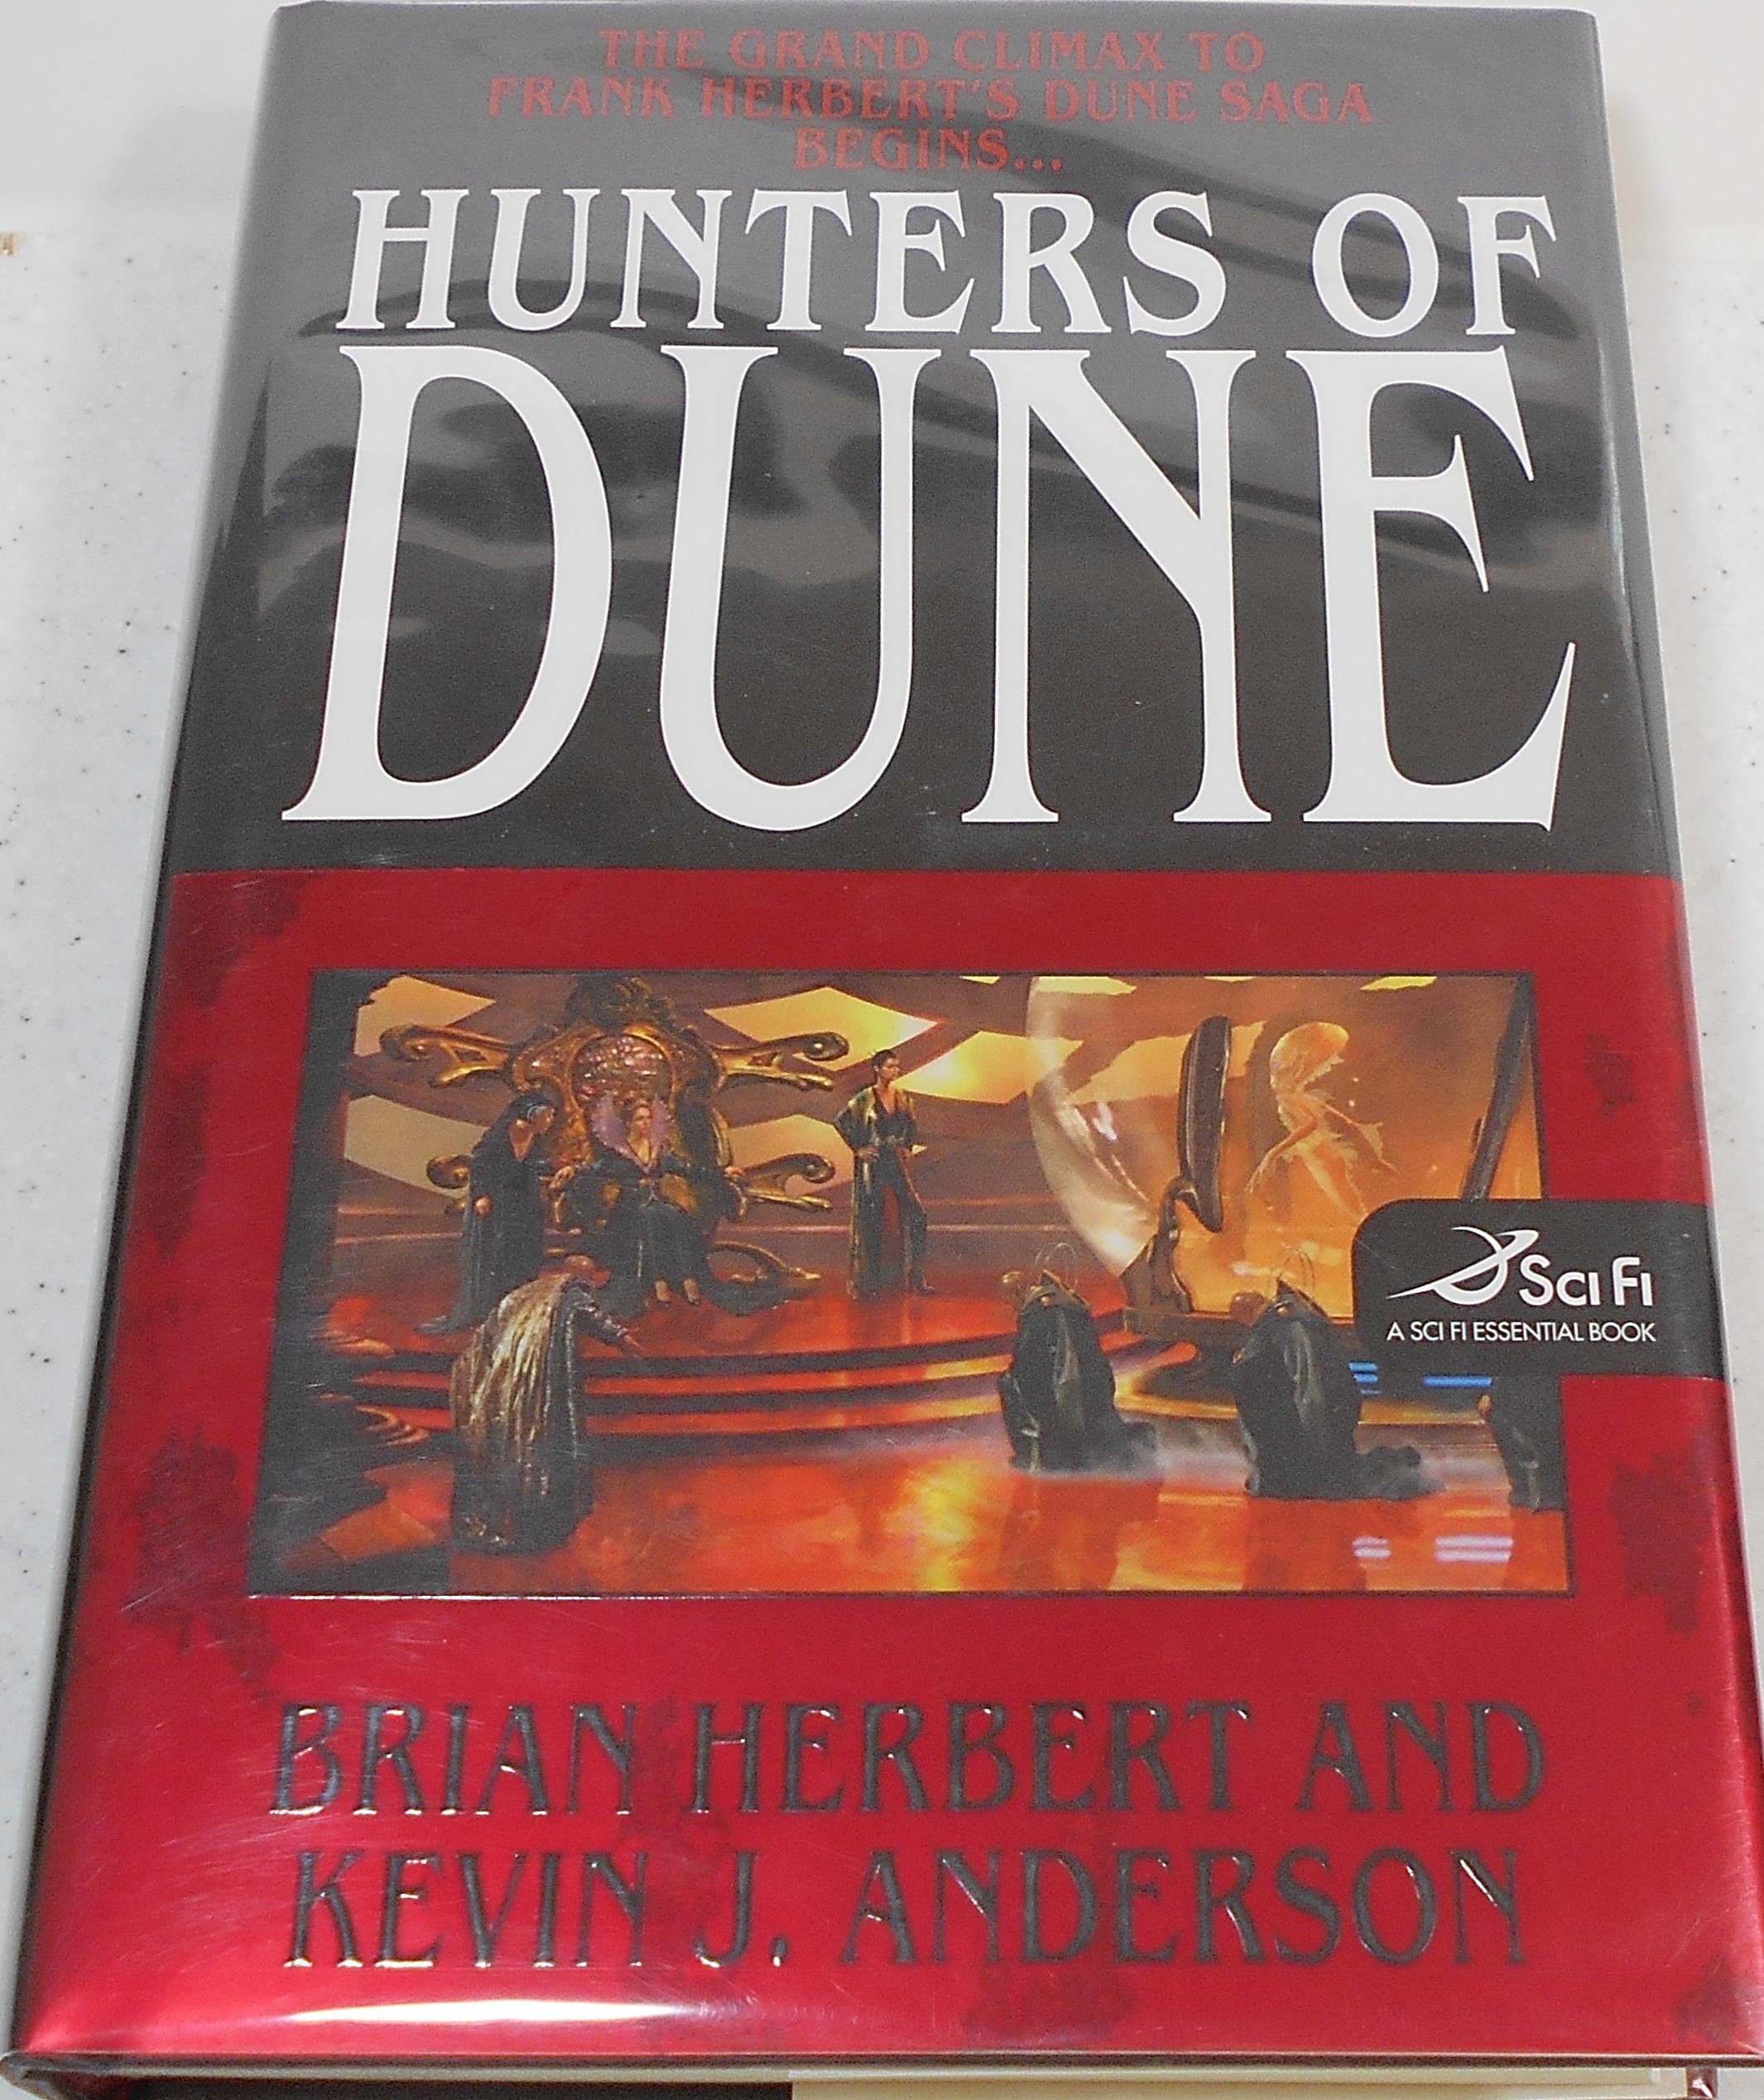 THE GRAND CLIMAX TO
FRANK HERBERT'S DUNE SAGA
BEGINS...
HUNTERS OF
DUNE
SCI FI
A SCI FI ESSENTIAL BOOK
BRIAN HERBERT AND
KEVIN J. ANDERSON